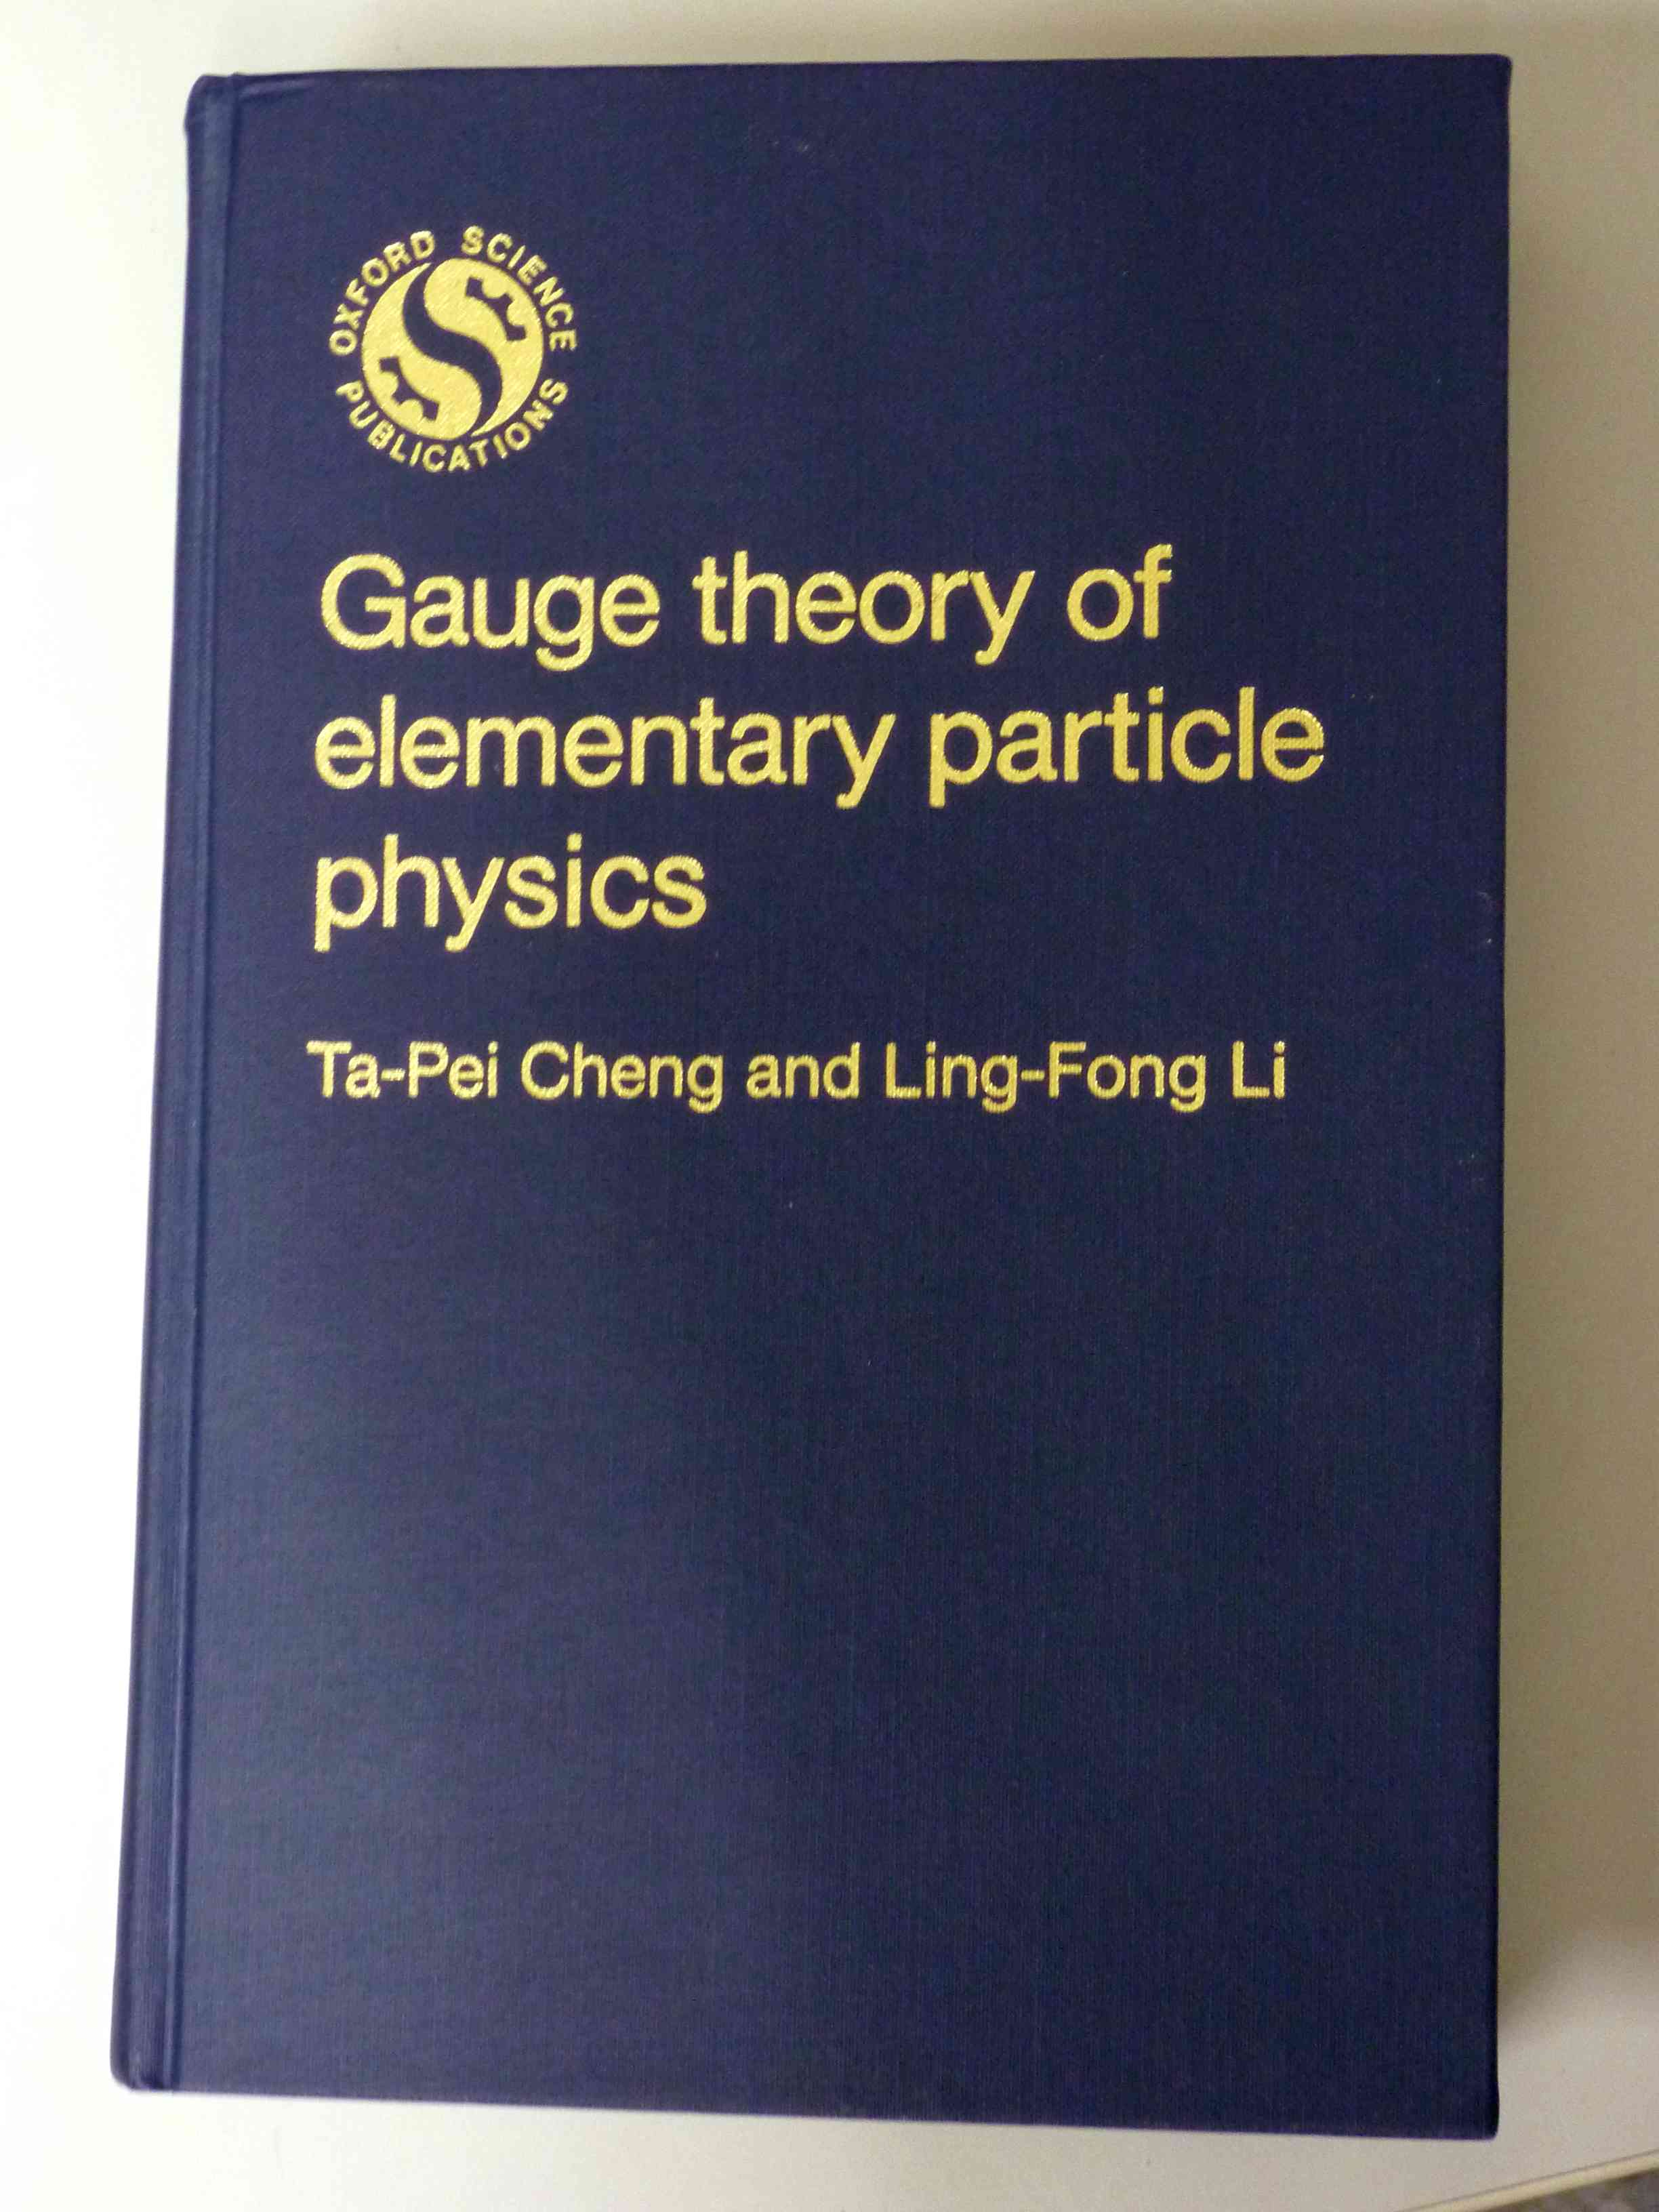 OXFORD SCIENCE
PUBLICATIONS
Gauge theory of
elementary particle
physics
Ta-Pei Cheng and Ling-Fong Li